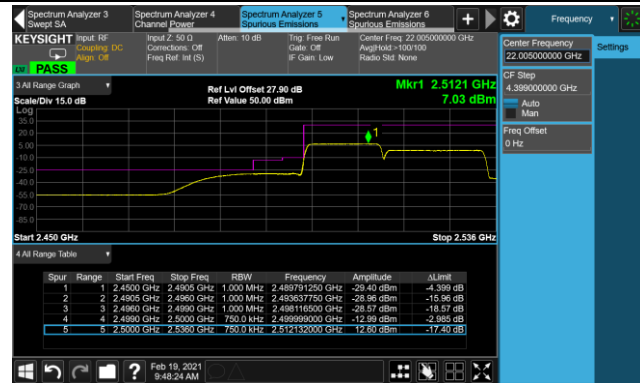 Spectrum Analyzer 3
Swept SA
Spectrum Analyzer 4
Channel Power
Spectrum Analyzer 5
Spurious Emissions
Spectrum Analyzer 6
Spurious Emissions
+
Frequency
KEYSIGHT
Input: RF
Coupling: DC
Align: Off
Input Z: 50 Ω
Corrections: Off
Freq Ref: Int (S)
Atten: 10 dB
Trig: Free Run
Gate: Off
IF Gain: Low
Center Freq: 22.005000000 GHz
Avg|Hold >100/100
Radio Std: None
PASS
Center Frequency
22.005000000 GHz
Settings
CF Step
4.399000000 GHz
Auto
Man
Freq Offset
0 Hz
3 All Range Graph
Scale/Div 15.0 dB
Ref Lvl Offset 27.90 dB
Ref Value 50.00 dBm
Mkr1 2.5121 GHz
7.03 dBm
Log
35.0
20.0
5.00
-10.0
-25.0
-40.0
-55.0
-70.0
-85.0
1
Start 2.450 GHz
Stop 2.536 GHz
4 All Range Table
Spur Range Start Freq Stop Freq RBW Frequency Amplitude ΔLimit
1 1 2.4500 GHz 2.4905 GHz 1.000 MHz 2.489791250 GHz -29.40 dBm -4.399 dB
2 2 2.4905 GHz 2.4960 GHz 1.000 MHz 2.493637750 GHz -28.96 dBm -15.96 dB
3 3 2.4960 GHz 2.4990 GHz 1.000 MHz 2.498116500 GHz -28.57 dBm -18.57 dB
4 4 2.4990 GHz 2.5000 GHz 750.0 kHz 2.499999000 GHz -12.99 dBm -2.985 dB
5 5 2.5000 GHz 2.5360 GHz 750.0 kHz 2.512132000 GHz 12.60 dBm -17.40 dB
?
Feb 19, 2021
9:48:24 AM